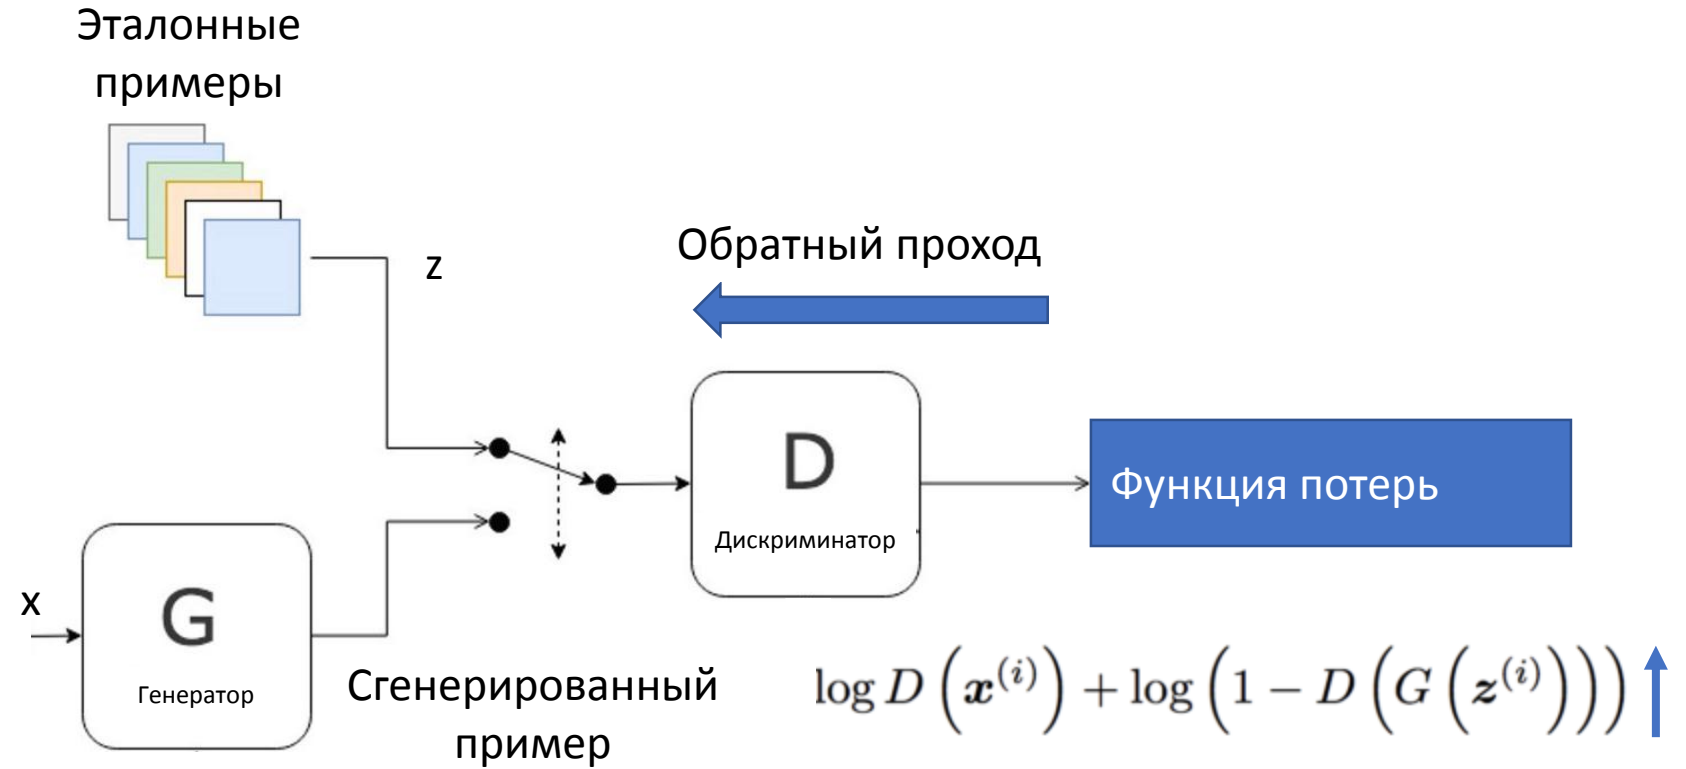 Эталонные
примеры
z
Обратный проход
D
Дискриминатор
Функция потерь
x
G
Генератор
Сгенерированный
пример
log D (x^{(i)}) + log (1 − D (G (z^{(i)})))